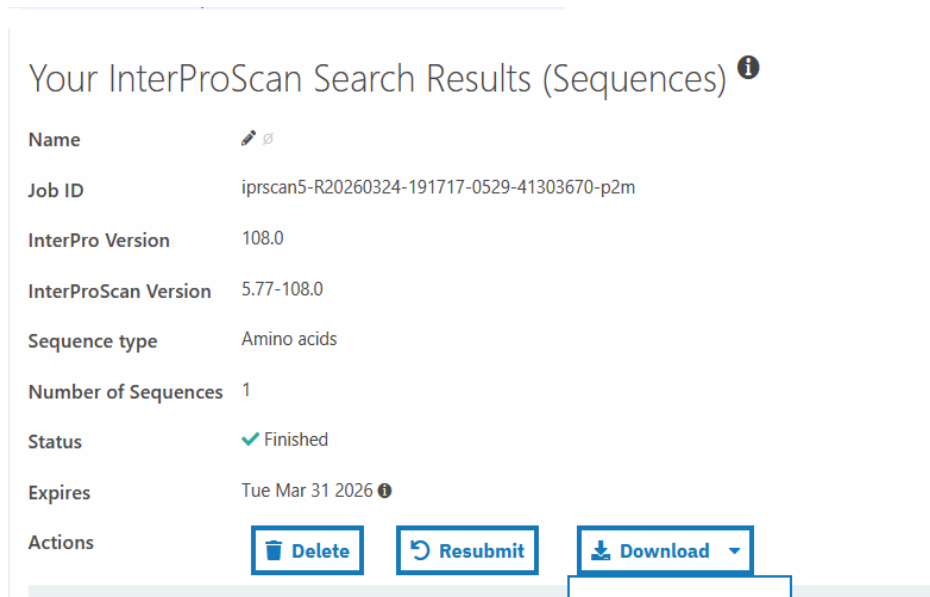 Your InterProScan Search Results (Sequences)
Name ø
Job ID iprscan5-R20260324-191717-0529-41303670-p2m
InterPro Version 108.0
InterProScan Version 5.77-108.0
Sequence type Amino acids
Number of Sequences 1
Status Finished
Expires Tue Mar 31 2026
Actions Delete Resubmit Download